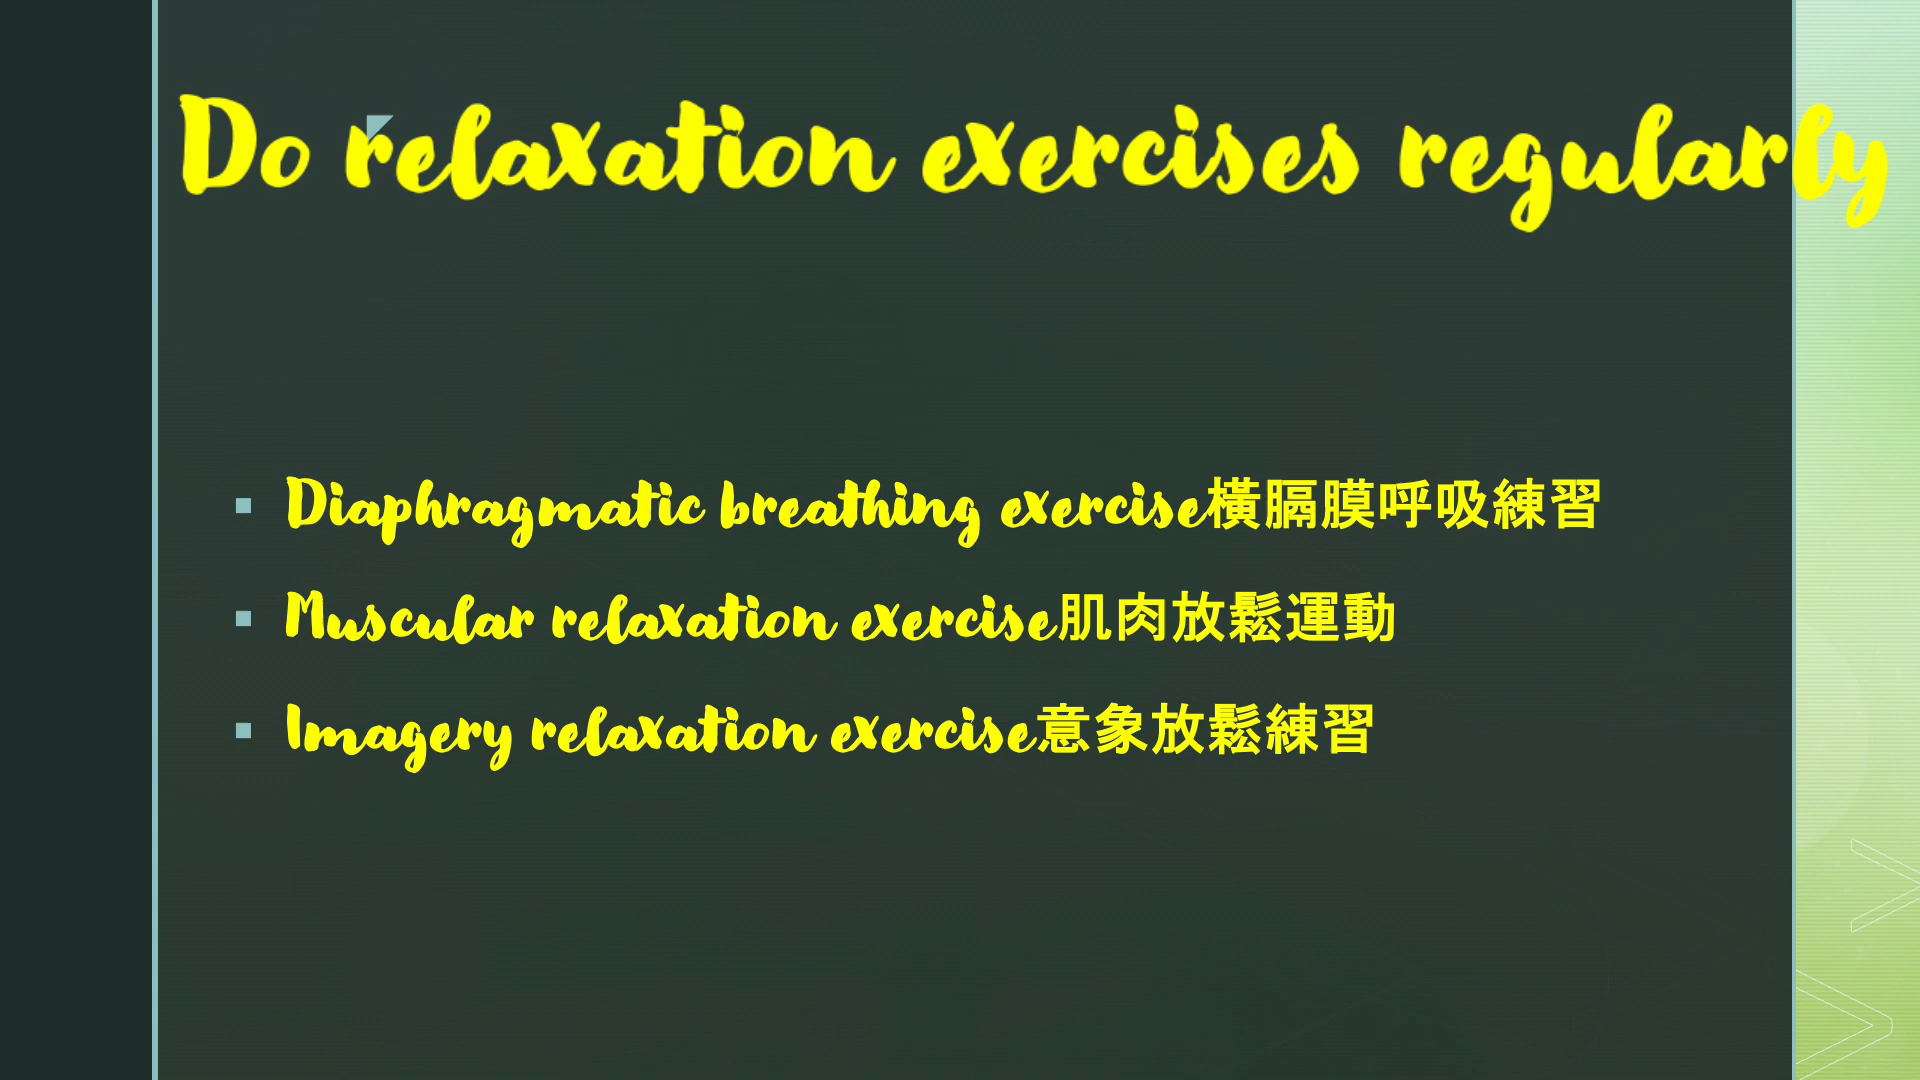 Do relaxation exercises regularly
Diaphragmatic breathing exercise橫膈膜呼吸練習
Muscular relaxation exercise肌肉放鬆運動
Imagery relaxation exercise意象放鬆練習